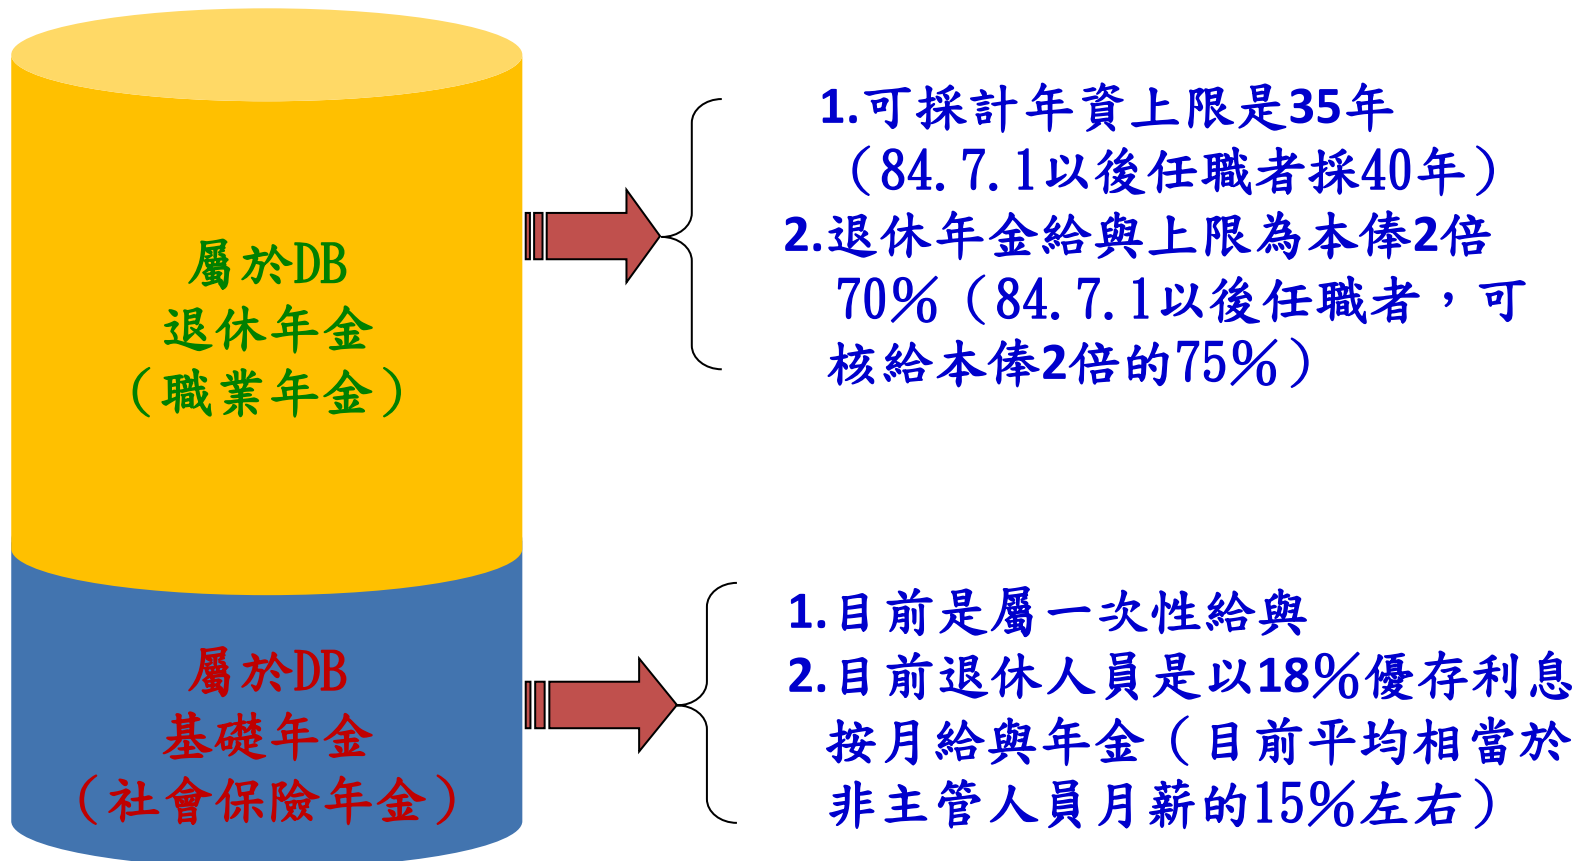 屬於DB
退休年金
（職業年金）
1.可採計年資上限是35年
（84.7.1以後任職者採40年）
2.退休年金給與上限為本俸2倍
70％（84.7.1以後任職者，可
核給本俸2倍的75％）
屬於DB
基礎年金
（社會保險年金）
1.目前是屬一次性給與
2.目前退休人員是以18％優存利息
按月給與年金（目前平均相當於
非主管人員月薪的15％左右）